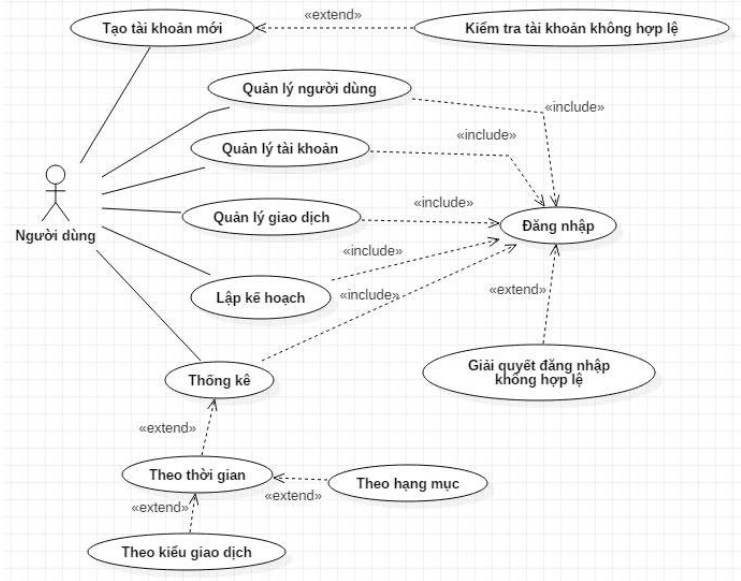 Tạo tài khoản mới
«extend»
Kiểm tra tài khoản không hợp lệ
Quản lý người dùng
«include»
Quản lý tài khoản
«include»
Người dùng
Quản lý giao dịch
«include»
Đăng nhập
Lập kế hoạch
«include»
«include»
«extend»
Thống kê
Giải quyết đăng nhập
không hợp lệ
«extend»
Theo thời gian
«extend»
Theo hạng mục
«extend»
Theo kiểu giao dịch